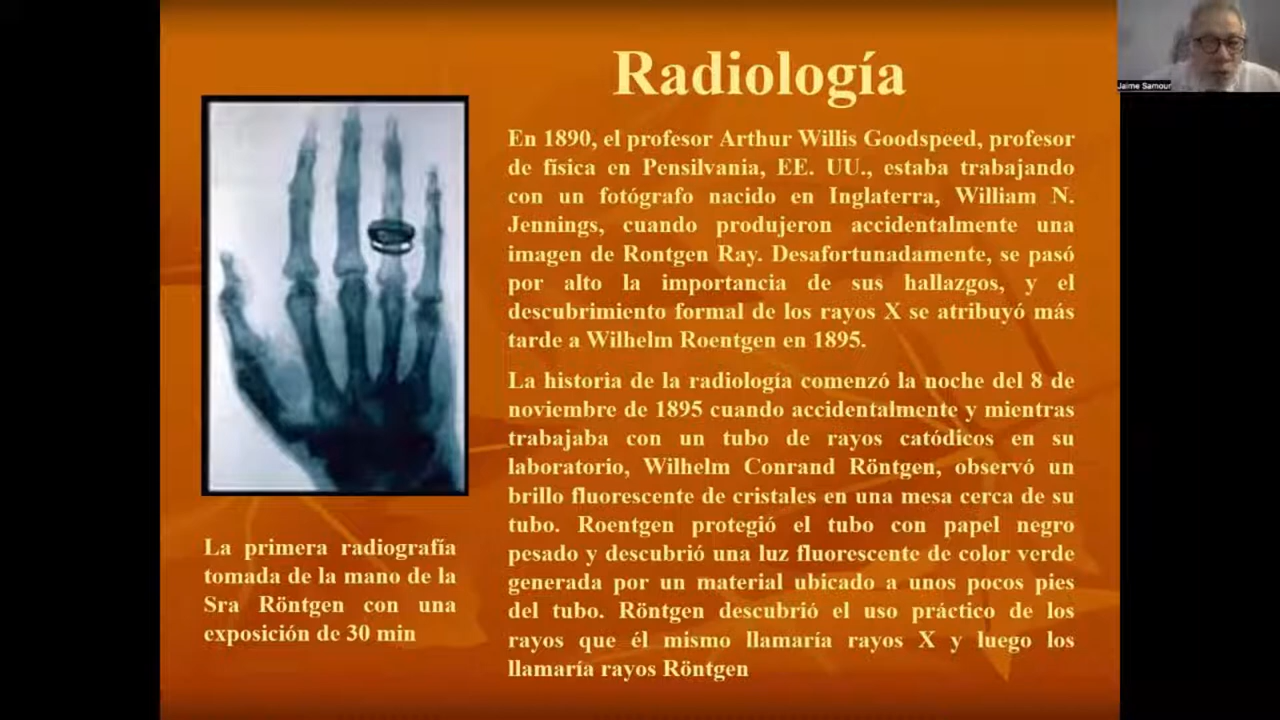 Radiología
Jaime Samour
En 1890, el profesor Arthur Willis Goodspeed, profesor
de física en Pensilvania, EE. UU., estaba trabajando
con un fotógrafo nacido en Inglaterra, William N.
Jennings, cuando produjeron accidentalmente una
imagen de Rontgen Ray. Desafortunadamente, se pasó
por alto la importancia de sus hallazgos, y el
descubrimiento formal de los rayos X se atribuyó más
tarde a Wilhelm Roentgen en 1895.
La historia de la radiología comenzó la noche del 8 de
noviembre de 1895 cuando accidentalmente y mientras
trabajaba con un tubo de rayos catódicos en su
laboratorio, Wilhelm Conrand Röntgen, observó un
brillo fluorescente de cristales en una mesa cerca de su
tubo. Roentgen protegió el tubo con papel negro
pesado y descubrió una luz fluorescente de color verde
generada por un material ubicado a unos pocos pies
del tubo. Röntgen descubrió el uso práctico de los
rayos que él mismo llamaría rayos X y luego los
llamaría rayos Röntgen
La primera radiografía
tomada de la mano de la
Sra Röntgen con una
exposición de 30 min